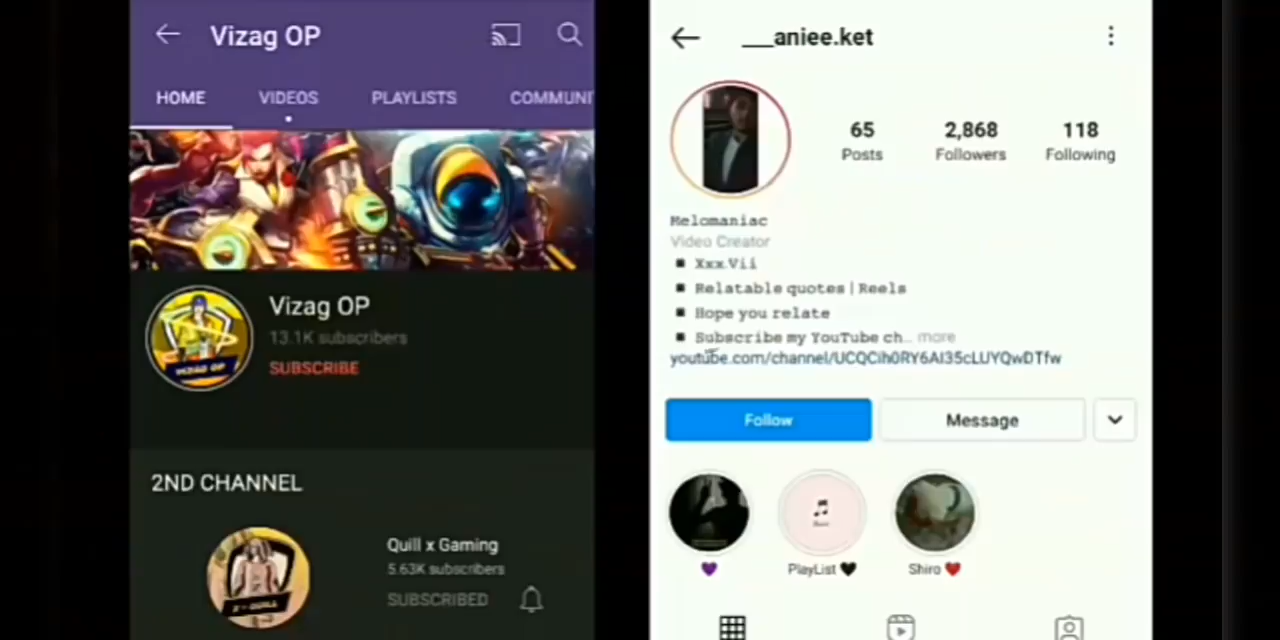 Vizag OP
HOME VIDEOS PLAYLISTS COMMUNI
Vizag OP
13.1K subscribers
SUBSCRIBE
2ND CHANNEL
Quill x Gaming
5.63K subscribers
SUBSCRIBED
___aniee.ket
65 2,868 118
Posts Followers Following
Melomaniac
Video Creator
Xxx.Vii
Relatable quotes | Reels
Hope you relate
Subscribe my YouTube ch... more
youtube.com/channel/UCQCih0RY6AI35cLUYQwDTfw
Follow Message
PlayList Shiro